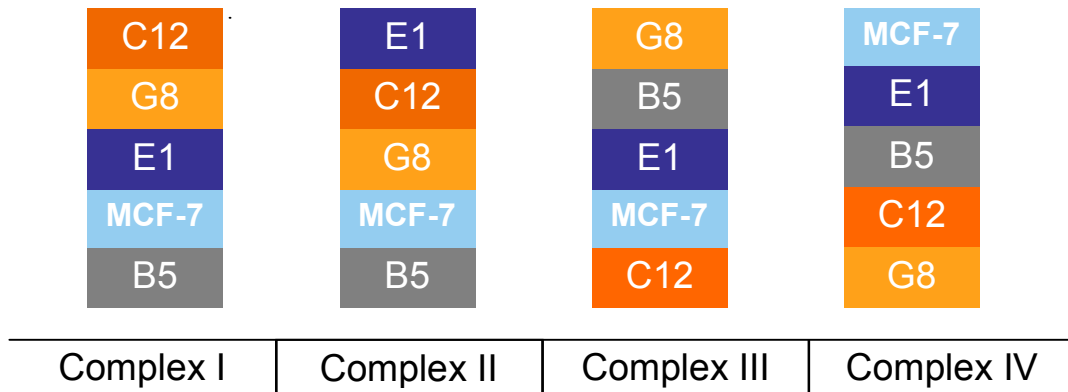 C12
G8
E1
MCF-7
B5
E1
C12
G8
MCF-7
B5
G8
B5
E1
MCF-7
C12
MCF-7
E1
B5
C12
G8
Complex I
Complex II
Complex III
Complex IV